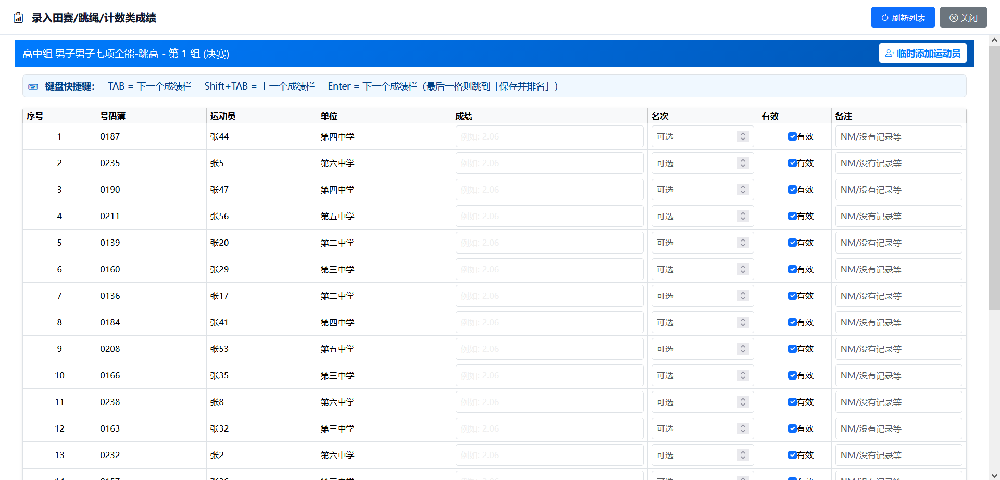 录入田赛/跳绳/计数类成绩
刷新列表
关闭
高中组 男子男子七项全能-跳高 - 第 1 组 (决赛)
临时添加运动员
键盘快捷键： TAB = 下一个成绩栏 Shift+TAB = 上一个成绩栏 Enter = 下一个成绩栏（最后一格则跳到「保存并排名」）
序号 号码薄 运动员 单位 成绩 名次 有效 备注
1 0187 张44 第四中学 例如: 2.06 可选 有效 NM/没有记录等
2 0235 张5 第六中学 例如: 2.06 可选 有效 NM/没有记录等
3 0190 张47 第四中学 例如: 2.06 可选 有效 NM/没有记录等
4 0211 张56 第五中学 例如: 2.06 可选 有效 NM/没有记录等
5 0139 张20 第二中学 例如: 2.06 可选 有效 NM/没有记录等
6 0160 张29 第三中学 例如: 2.06 可选 有效 NM/没有记录等
7 0136 张17 第二中学 例如: 2.06 可选 有效 NM/没有记录等
8 0184 张41 第四中学 例如: 2.06 可选 有效 NM/没有记录等
9 0208 张53 第五中学 例如: 2.06 可选 有效 NM/没有记录等
10 0166 张35 第三中学 例如: 2.06 可选 有效 NM/没有记录等
11 0238 张8 第六中学 例如: 2.06 可选 有效 NM/没有记录等
12 0163 张32 第三中学 例如: 2.06 可选 有效 NM/没有记录等
13 0232 张2 第六中学 例如: 2.06 可选 有效 NM/没有记录等